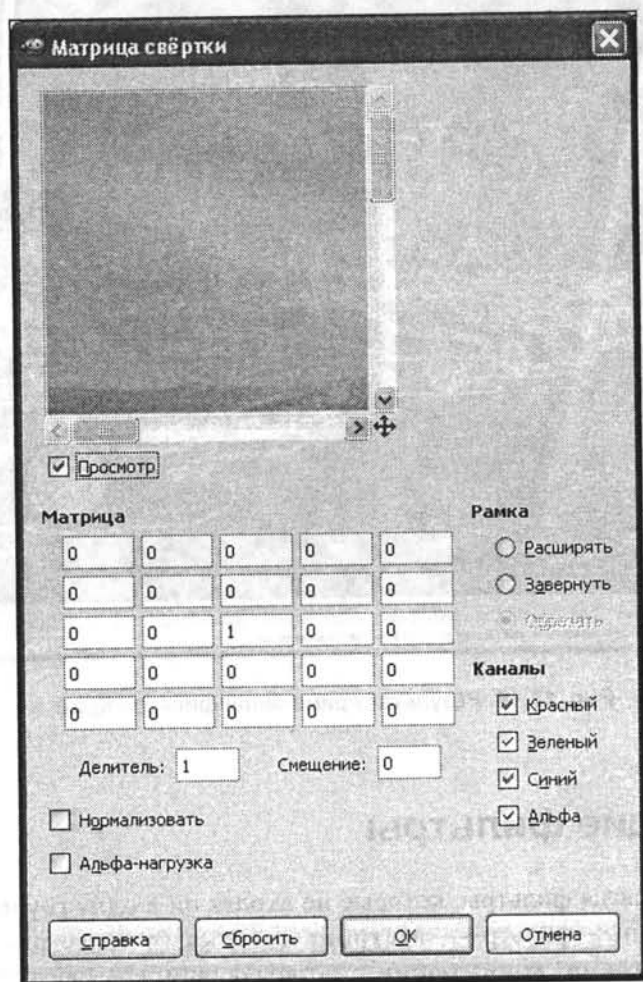 Матрица свёртки
Просмотр
Матрица
0 0 0 0 0
0 0 0 0 0
0 0 1 0 0
0 0 0 0 0
0 0 0 0 0
Делитель: 1 Смещение: 0
Нормализовать
Альфа-нагрузка
Рамка
Расширять
Завернуть
Отрезать
Каналы
Красный
Зеленый
Синий
Альфа
Справка Сбросить OK Отмена